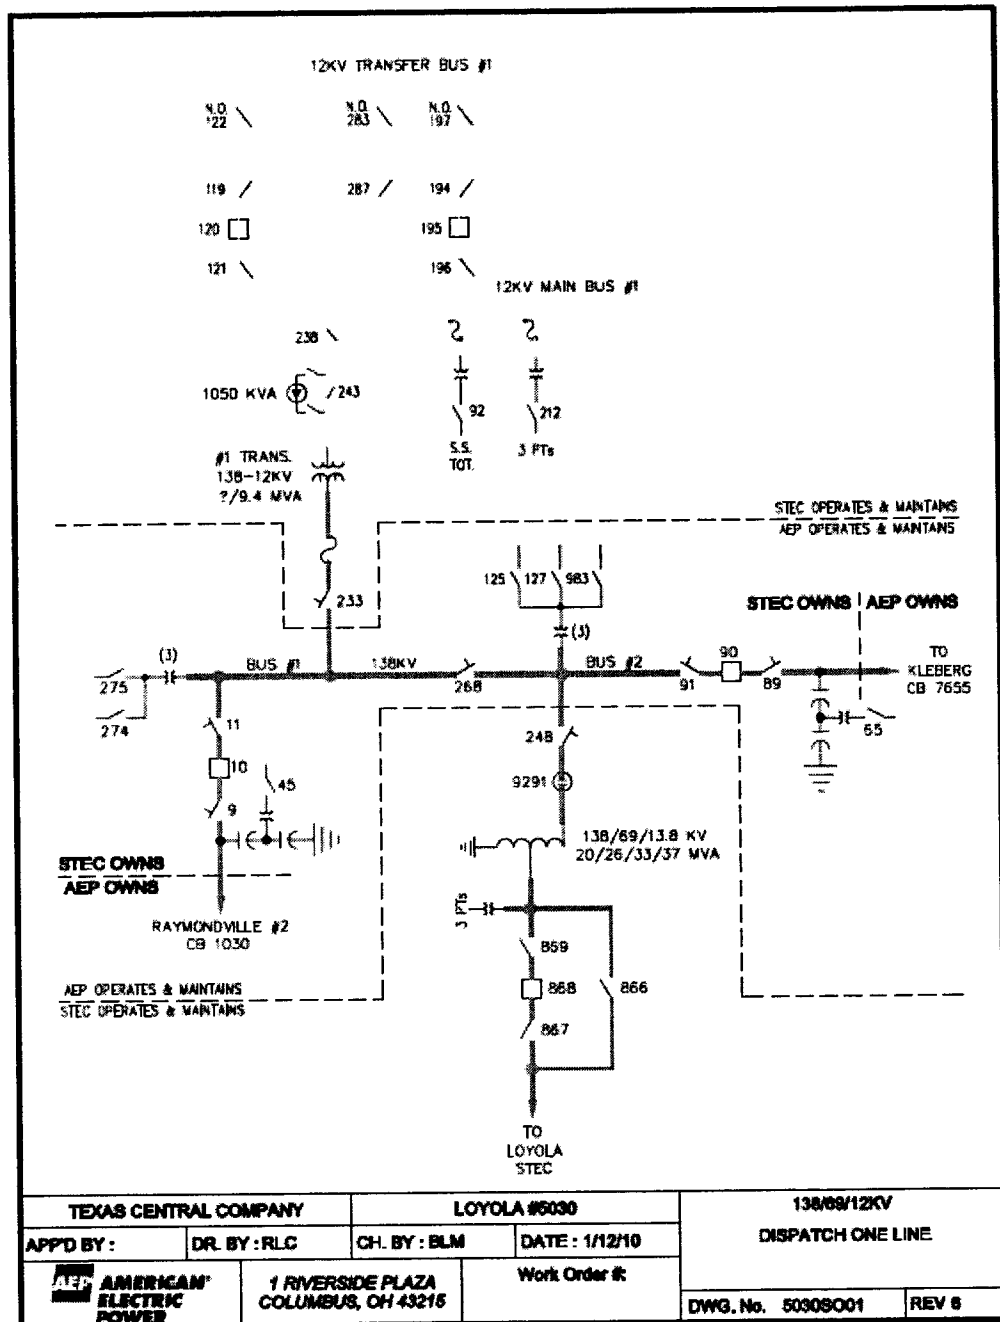 12KV TRANSFER BUS #1
N.O. 122
N.O. 283
N.O. 197
119
287
194
120
195
121
196
12KV MAIN BUS #1
238
1050 KVA
243
92
212
S.S. TOT.
3 PTs
#1 TRANS.
138-12KV
?/9.4 MVA
STEC OPERATES & MAINTAINS
AEP OPERATES & MAINTAINS
125
127
983
233
STEC OWNS
AEP OWNS
(3)
(3)
BUS #1
138KV
BUS #2
90
TO
KLEBERG
CB 7655
275
268
91
89
274
11
248
65
10
45
9291
9
138/69/13.8 KV
20/26/33/37 MVA
STEC OWNS
AEP OWNS
3 PTs
RAYMONDVILLE #2
CB 1030
859
868
866
867
AEP OPERATES & MAINTAINS
STEC OPERATES & MAINTAINS
TO
LOYOLA
STEC
TEXAS CENTRAL COMPANY
LOYOLA #5030
138/69/12KV
DISPATCH ONE LINE
APP'D BY :
DR. BY : RLC
CH. BY : BLM
DATE : 1/12/10
AEP AMERICAN® ELECTRIC POWER
1 RIVERSIDE PLAZA
COLUMBUS, OH 43215
Work Order #:
DWG. No. 5030SO01
REV 6